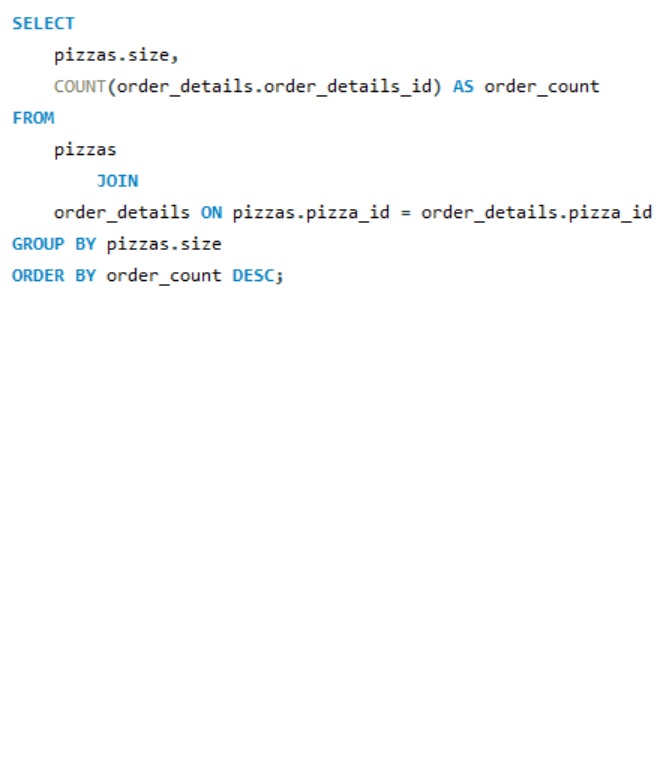 SELECT
    pizzas.size,
    COUNT(order_details.order_details_id) AS order_count
FROM
    pizzas
        JOIN
    order_details ON pizzas.pizza_id = order_details.pizza_id
GROUP BY pizzas.size
ORDER BY order_count DESC;